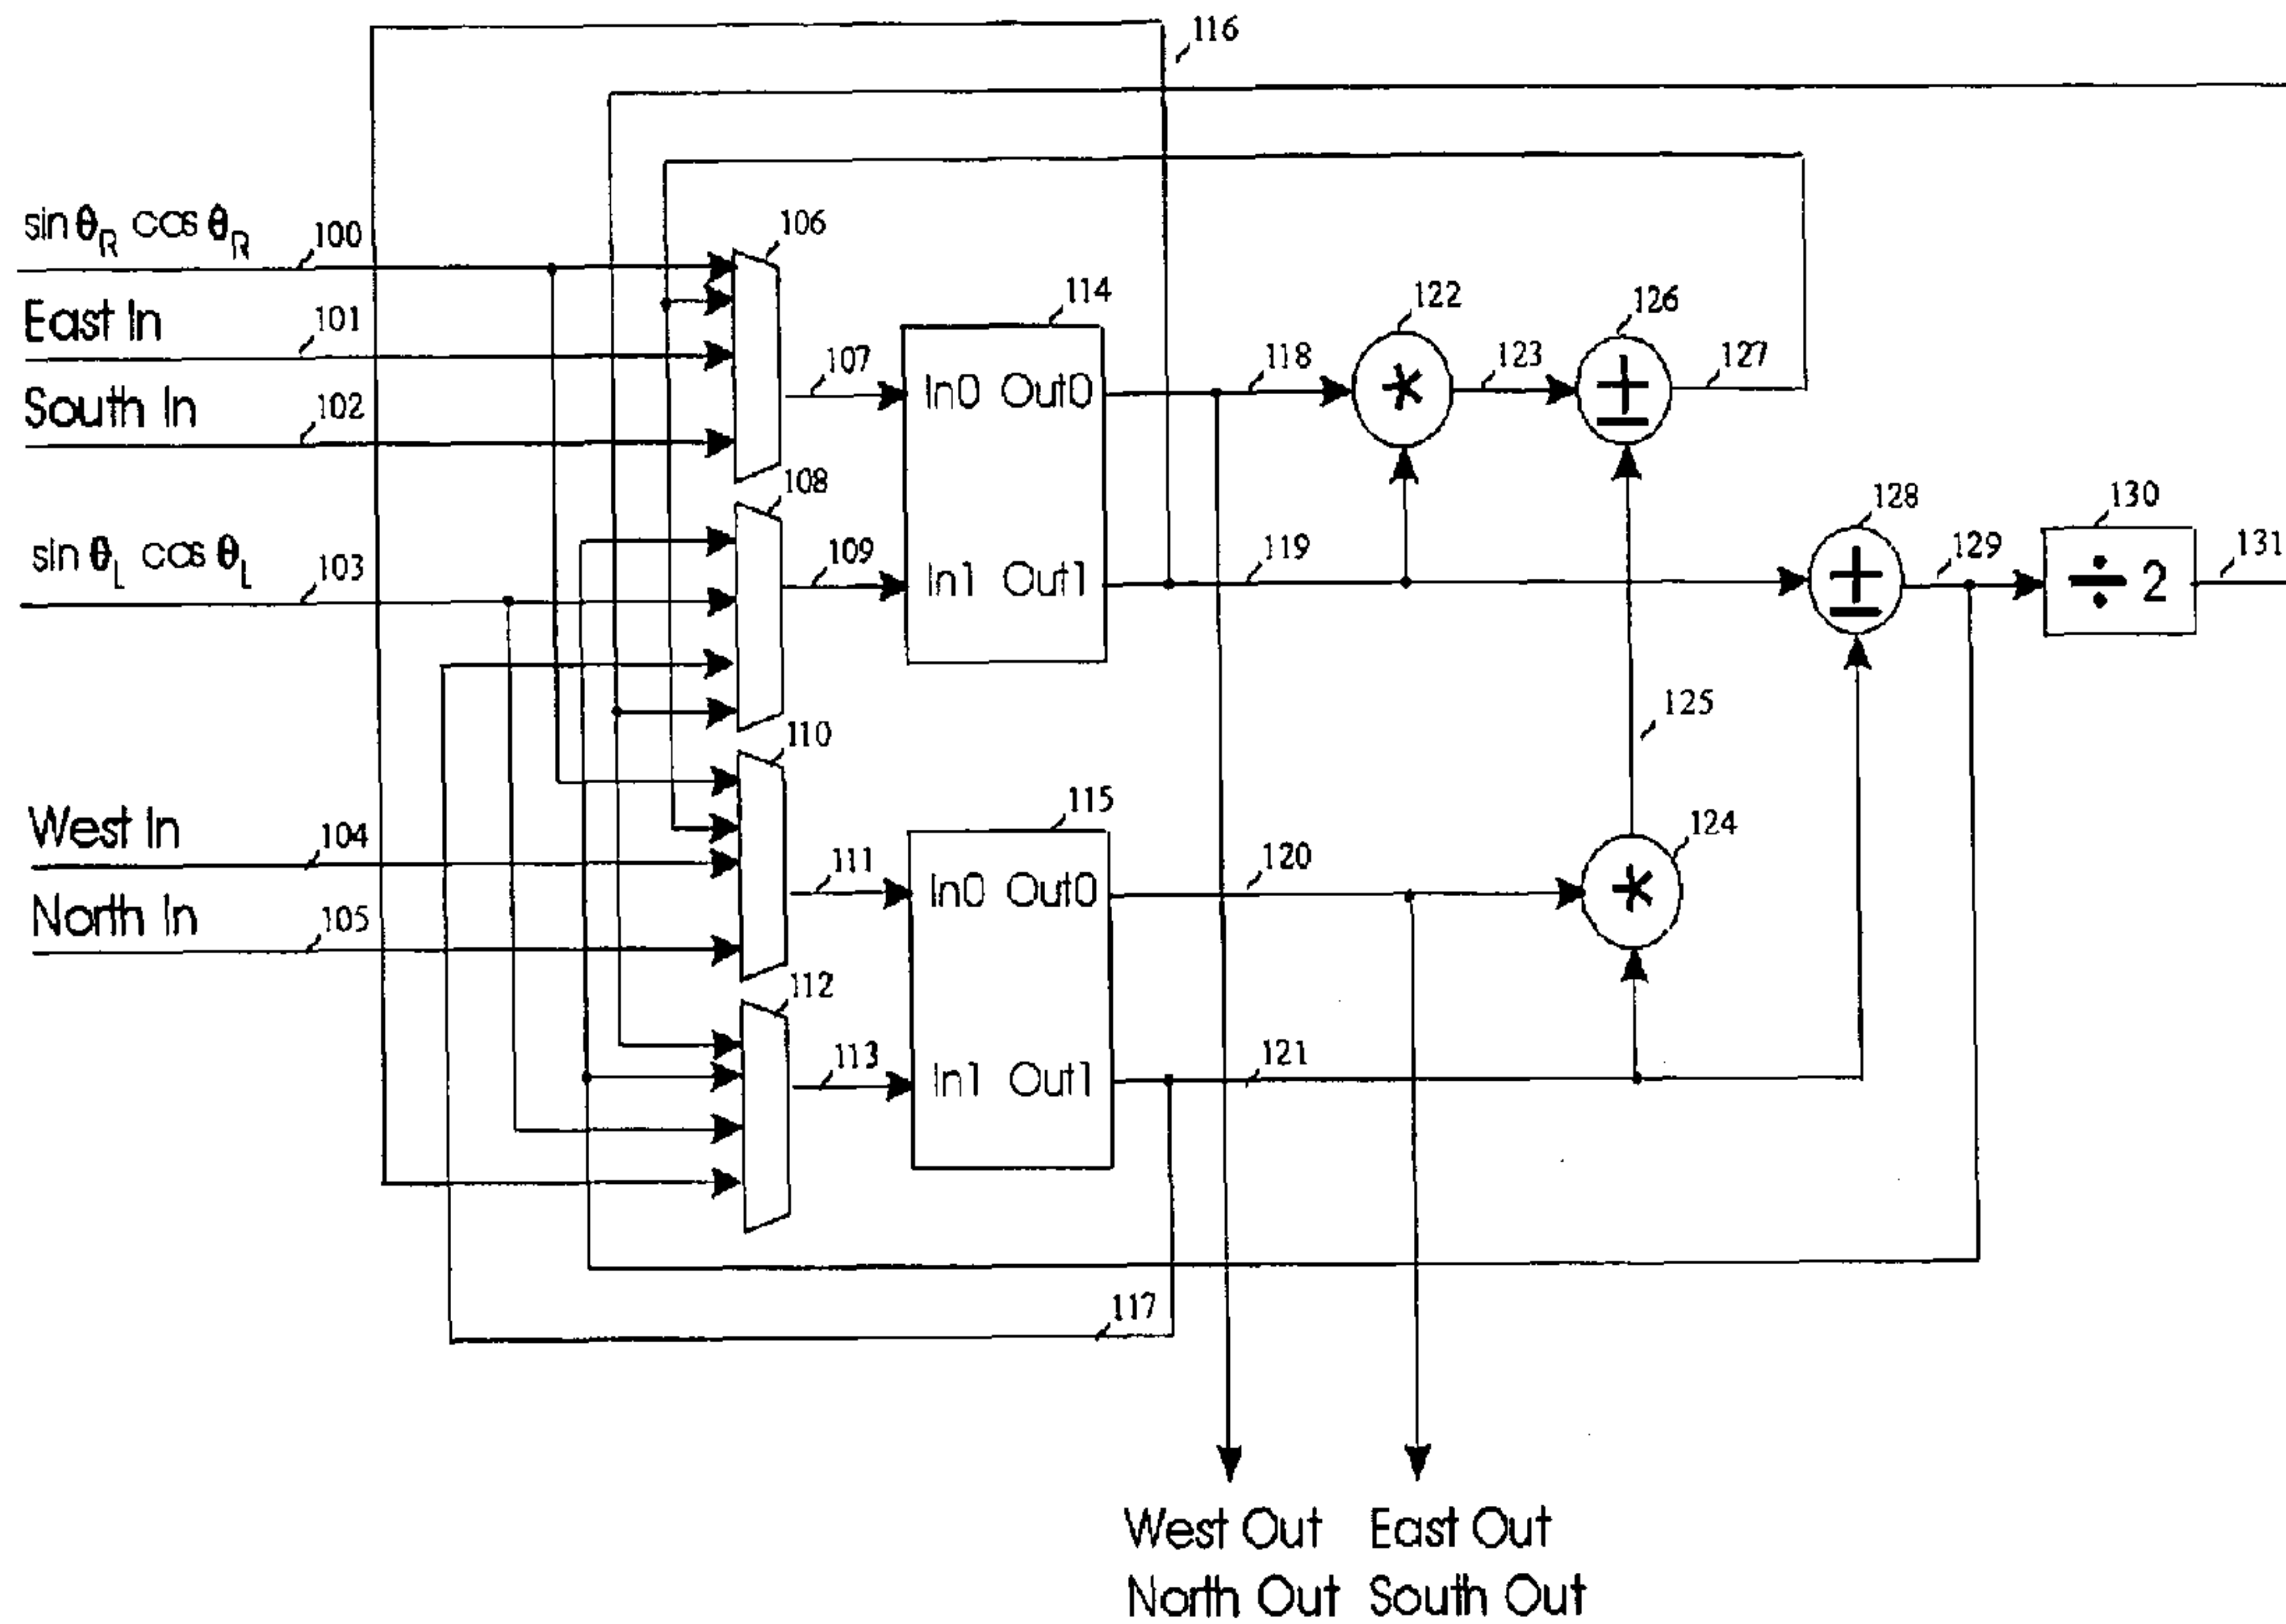 116
sin θR cos θR 100
106
East In 101
114
122
126
South In 102
107
In0 Out0
118
*
123
±
127
108
sin θL cos θL 103
109
In1 Out1
119
128
±
129
130
÷ 2
131
125
110
West In 104
115
111
In0 Out0
120
124
*
North In 105
112
113
In1 Out1
121
117
West Out East Out
North Out South Out